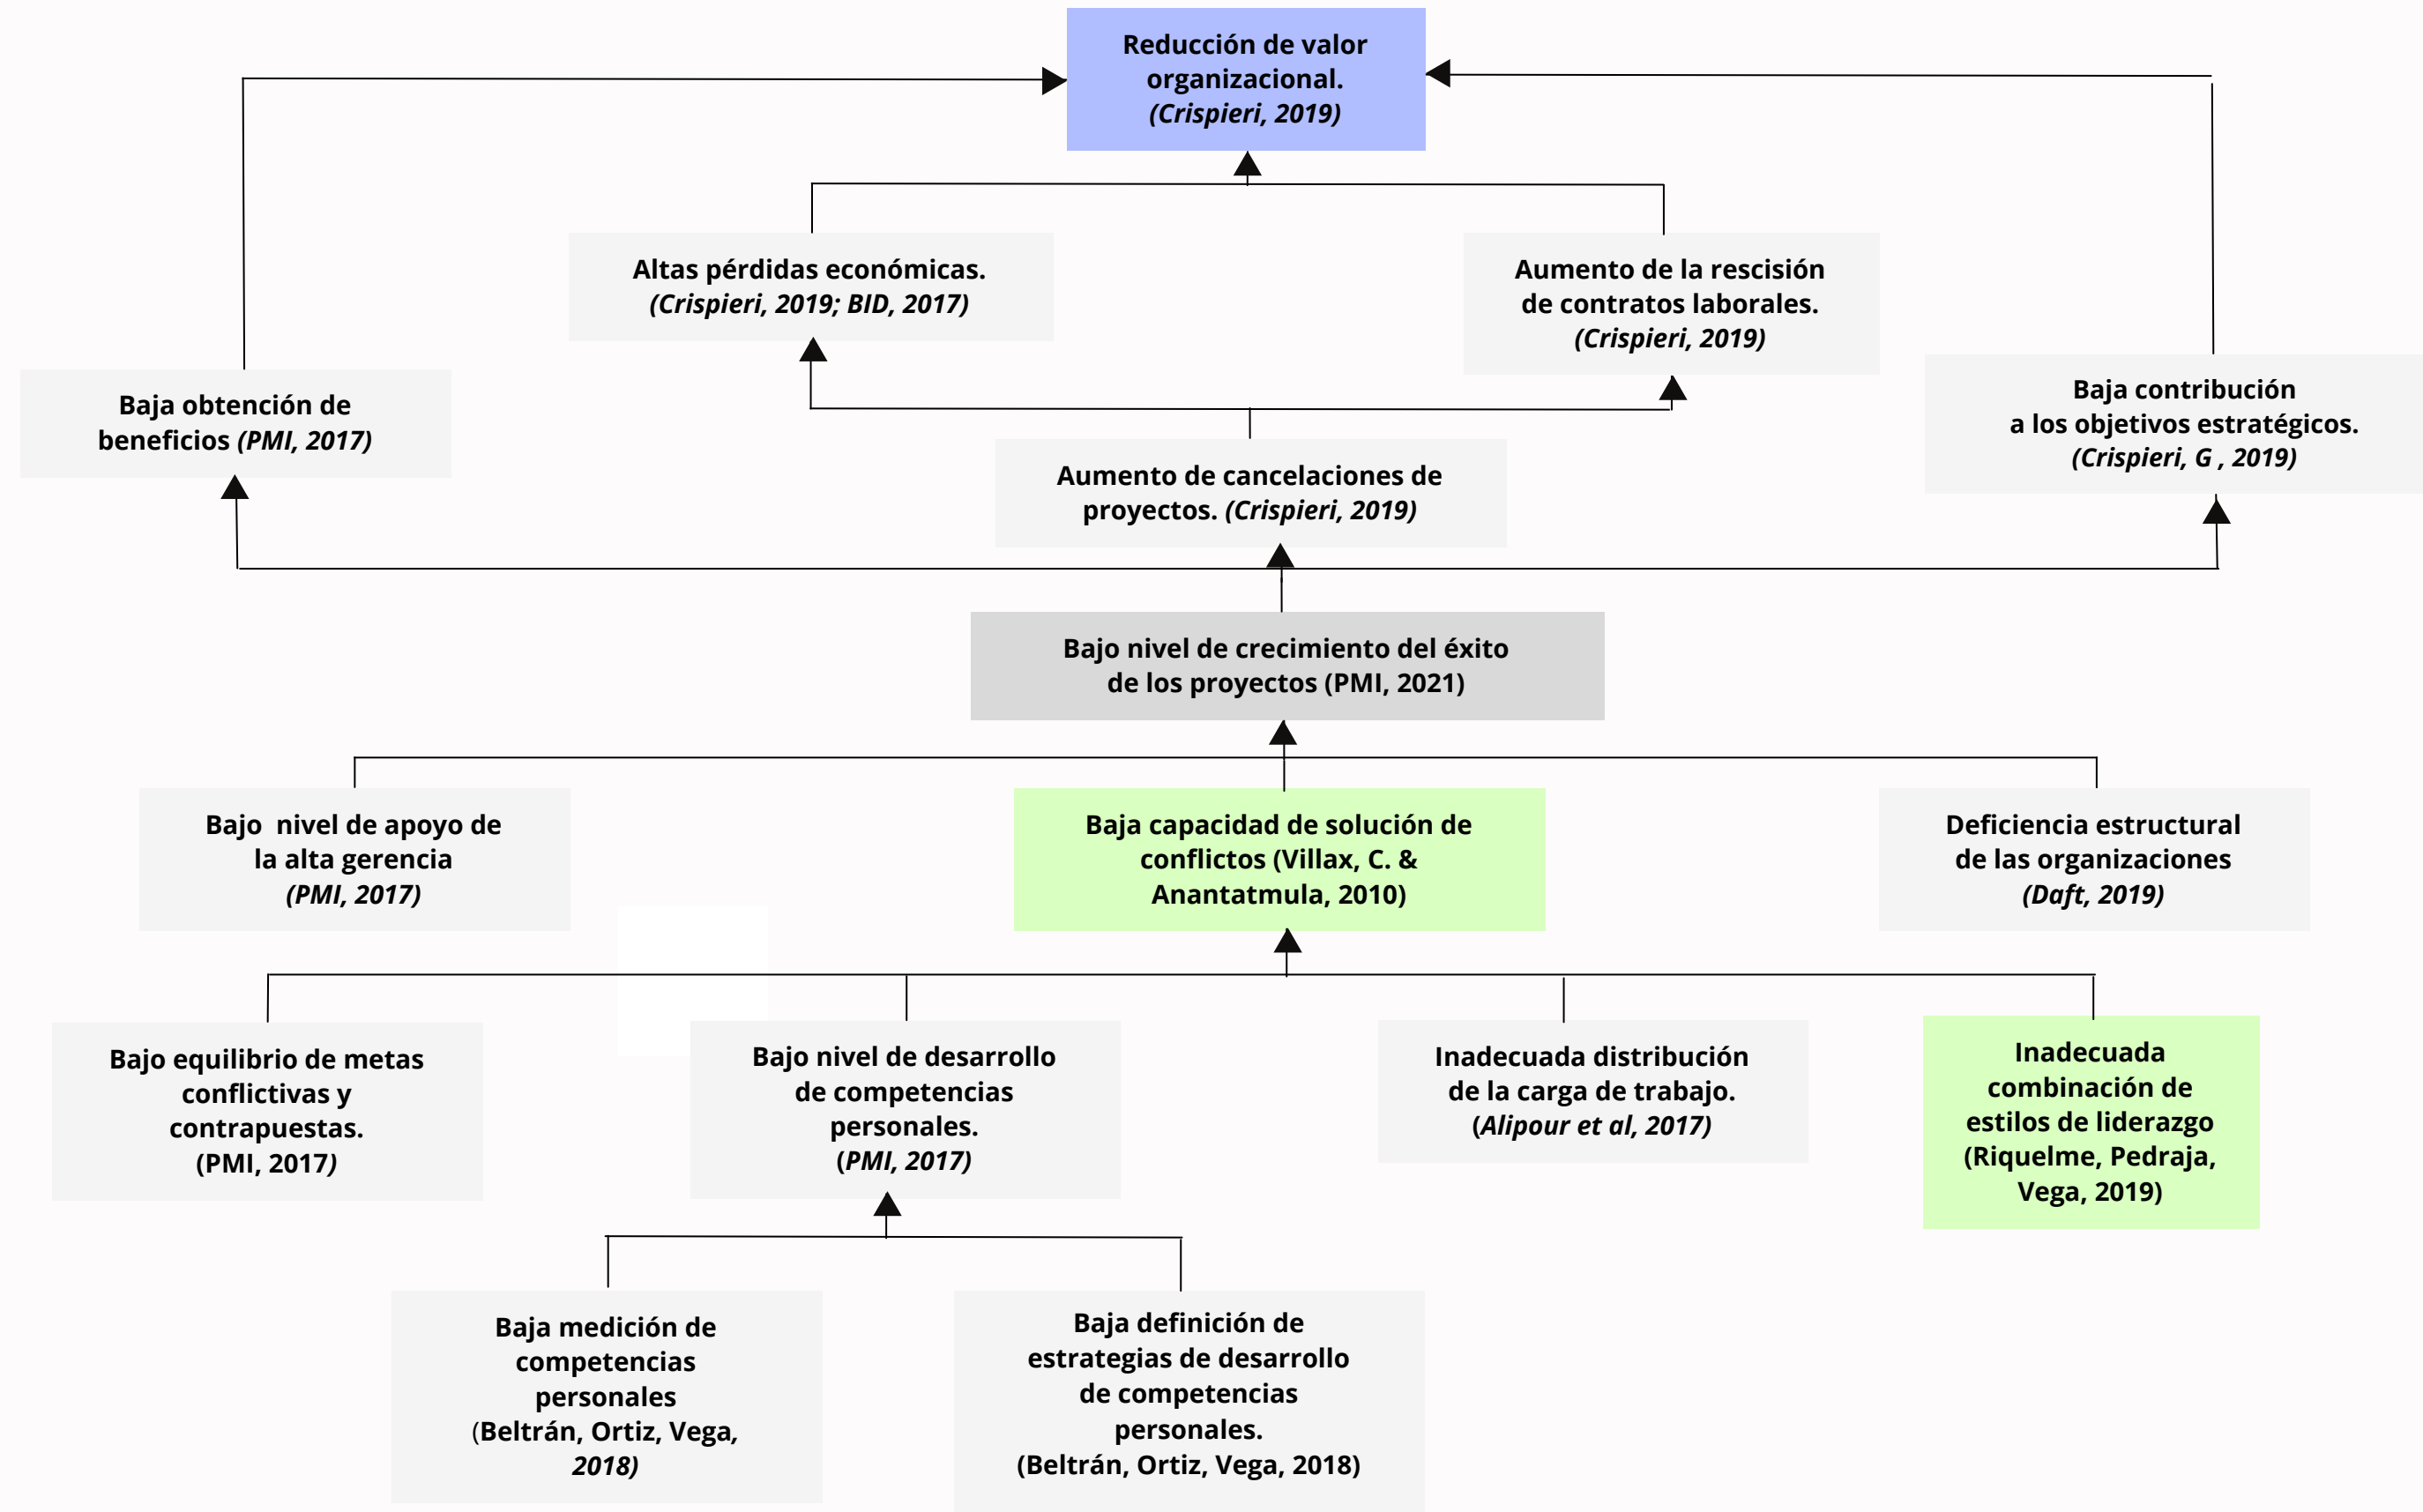 Reducción de valor
organizacional.
(Crispieri, 2019)
Altas pérdidas económicas.
(Crispieri, 2019; BID, 2017)
Aumento de la rescisión
de contratos laborales.
(Crispieri, 2019)
Baja obtención de
beneficios (PMI, 2017)
Baja contribución
a los objetivos estratégicos.
(Crispieri, G , 2019)
Aumento de cancelaciones de
proyectos. (Crispieri, 2019)
Bajo nivel de crecimiento del éxito
de los proyectos (PMI, 2021)
Bajo  nivel de apoyo de
la alta gerencia
(PMI, 2017)
Baja capacidad de solución de
conflictos (Villax, C. &
Anantatmula, 2010)
Deficiencia estructural
de las organizaciones
(Daft, 2019)
Bajo equilibrio de metas
conflictivas y
contrapuestas.
(PMI, 2017)
Bajo nivel de desarrollo
de competencias
personales.
(PMI, 2017)
Inadecuada distribución
de la carga de trabajo.
(Alipour et al, 2017)
Inadecuada
combinación de
estilos de liderazgo
(Riquelme, Pedraja,
Vega, 2019)
Baja medición de
competencias
personales
(Beltrán, Ortiz, Vega,
2018)
Baja definición de
estrategias de desarrollo
de competencias
personales.
(Beltrán, Ortiz, Vega, 2018)